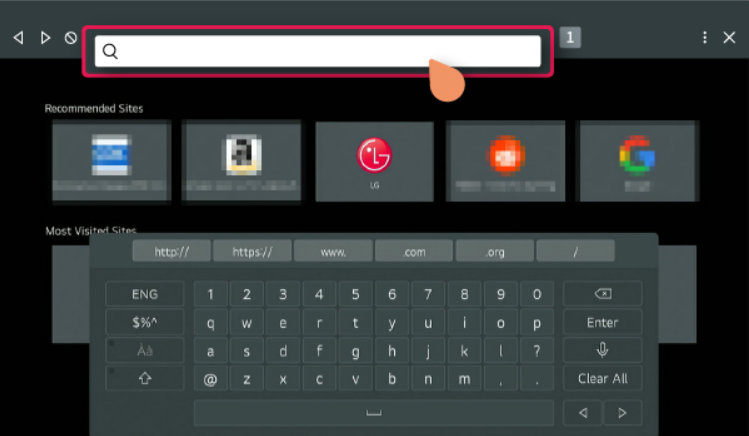 1
Recommended Sites
LG
Most Visited Sites
http:// https:// www. .com .org /
ENG 1 2 3 4 5 6 7 8 9 0
$%^ q w e r t y u i o p Enter
Àà a s d f g h j k l ?
@ z x c v b n m , . Clear All